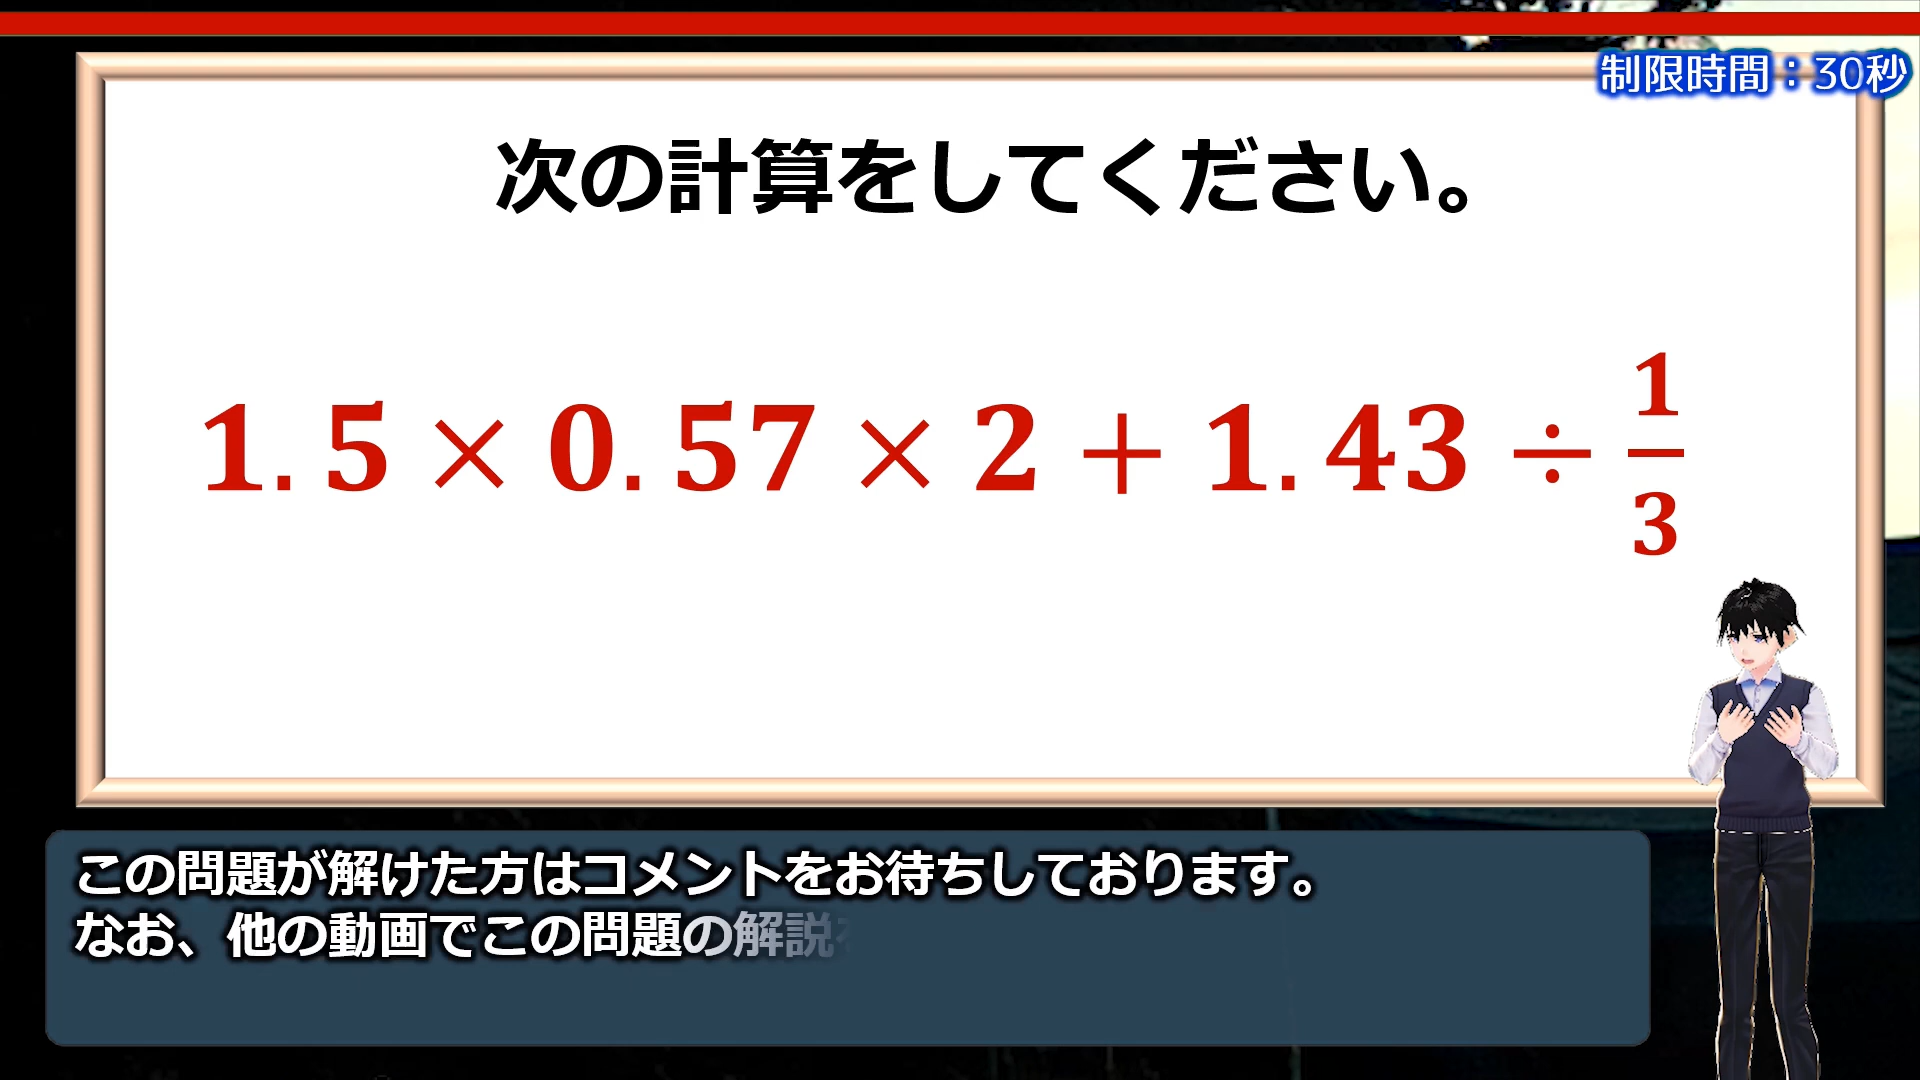 制限時間：30秒
次の計算をしてください。
1.5×0.57×2+1.43÷1/3
この問題が解けた方はコメントをお待ちしております。
なお、他の動画でこの問題の解説